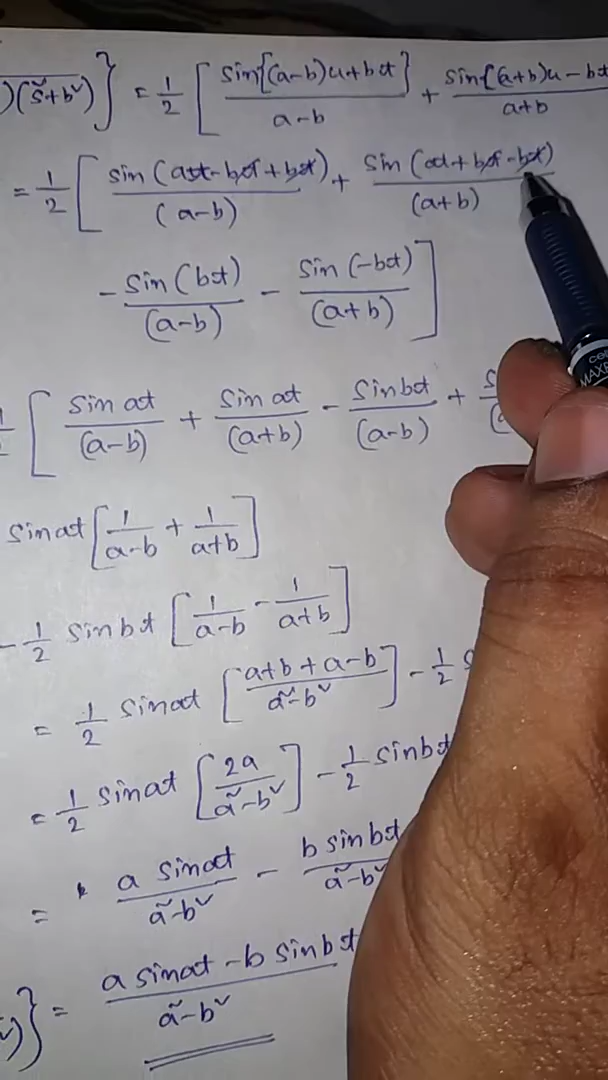 )(s²+b²)} = 1/2 [ sin{(a-b)u+bt}/a-b + sin{(a+b)u-bt/a+b
= 1/2 [ sin(at-bt+bt)/(a-b) + sin(at+bt-bt)/(a+b)
- sin(bt)/(a-b) - sin(-bt)/(a+b) ]
[ sin at/(a-b) + sin at/(a+b) - sin bt/(a-b) +
sin at [ 1/a-b + 1/a+b ]
- 1/2 sin bt [ 1/a-b - 1/a+b ]
= 1/2 sin at [ a+b+a-b/a²-b² ] - 1/2
= 1/2 sin at [ 2a/a²-b² ] - 1/2 sin bt
= a sin at/a²-b² - b sin bt/a²-b²
} = a sin at - b sin bt/a²-b²
MAX